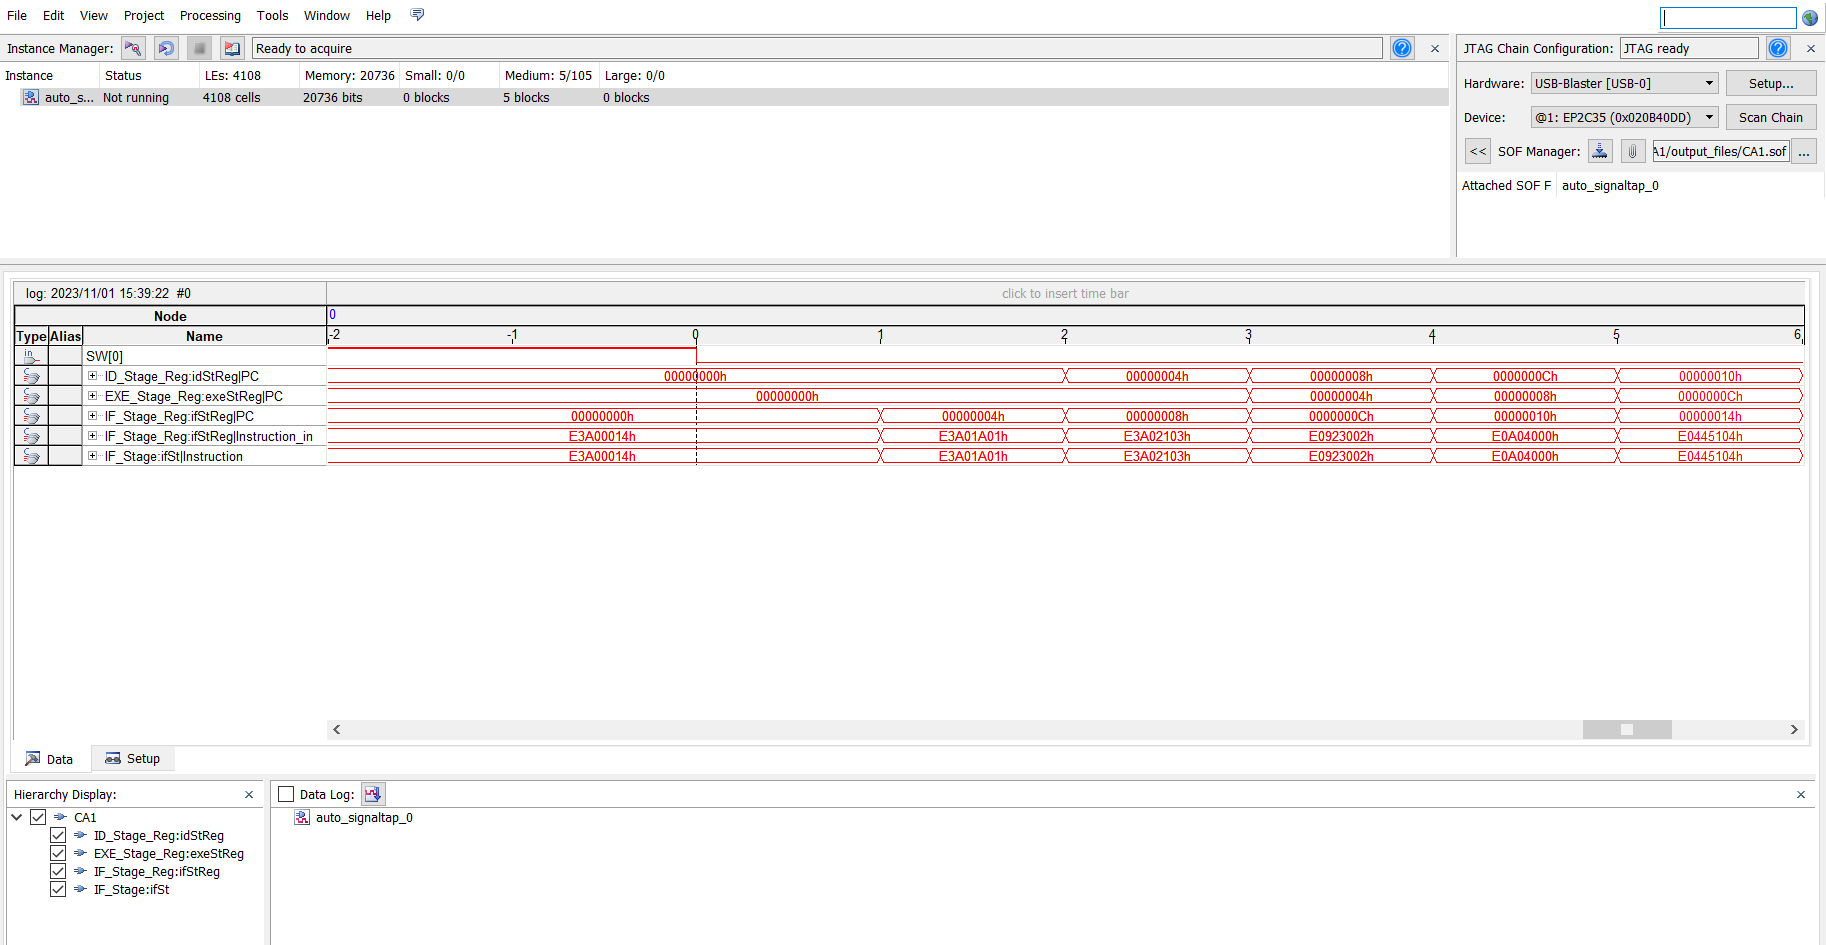 File Edit View Project Processing Tools Window Help
Instance Manager: Ready to acquire
JTAG Chain Configuration: JTAG ready
Instance Status LEs: 4108 Memory: 20736 Small: 0/0 Medium: 5/105 Large: 0/0
auto_s... Not running 4108 cells 20736 bits 0 blocks 5 blocks 0 blocks
Hardware: USB-Blaster [USB-0] Setup...
Device: @1: EP2C35 (0x020B40DD) Scan Chain
<< SOF Manager: A1/output_files/CA1.sof ...
Attached SOF F auto_signaltap_0
log: 2023/11/01 15:39:22 #0 click to insert time bar
Node 0
Type Alias Name -2 -1 0 1 2 3 4 5 6
in SW[0]
ID_Stage_Reg:idStReg|PC 00000000h 00000004h 00000008h 0000000Ch 00000010h
EXE_Stage_Reg:exeStReg|PC 00000000h 00000004h 00000008h 0000000Ch
IF_Stage_Reg:ifStReg|PC 00000000h 00000004h 00000008h 0000000Ch 00000010h 00000014h
IF_Stage_Reg:ifStReg|Instruction_in E3A00014h E3A01A01h E3A02103h E0923002h E0A04000h E0445104h
IF_Stage:ifSt|Instruction E3A00014h E3A01A01h E3A02103h E0923002h E0A04000h E0445104h
Data Setup
Hierarchy Display:
CA1
ID_Stage_Reg:idStReg
EXE_Stage_Reg:exeStReg
IF_Stage_Reg:ifStReg
IF_Stage:ifSt
Data Log:
auto_signaltap_0